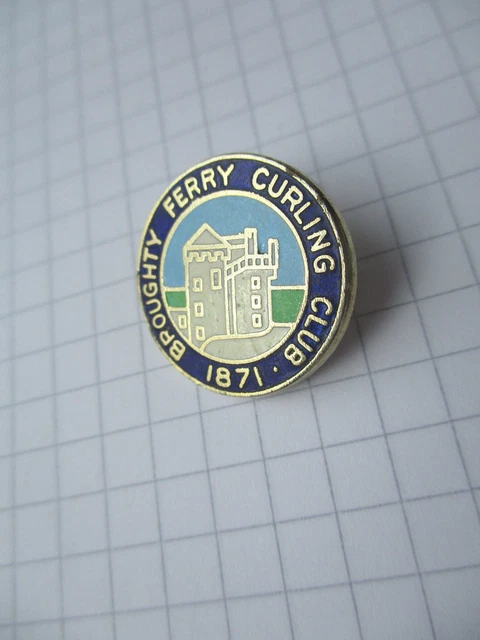 BROUGHTY FERRY CURLING CLUB ·
1871 ·